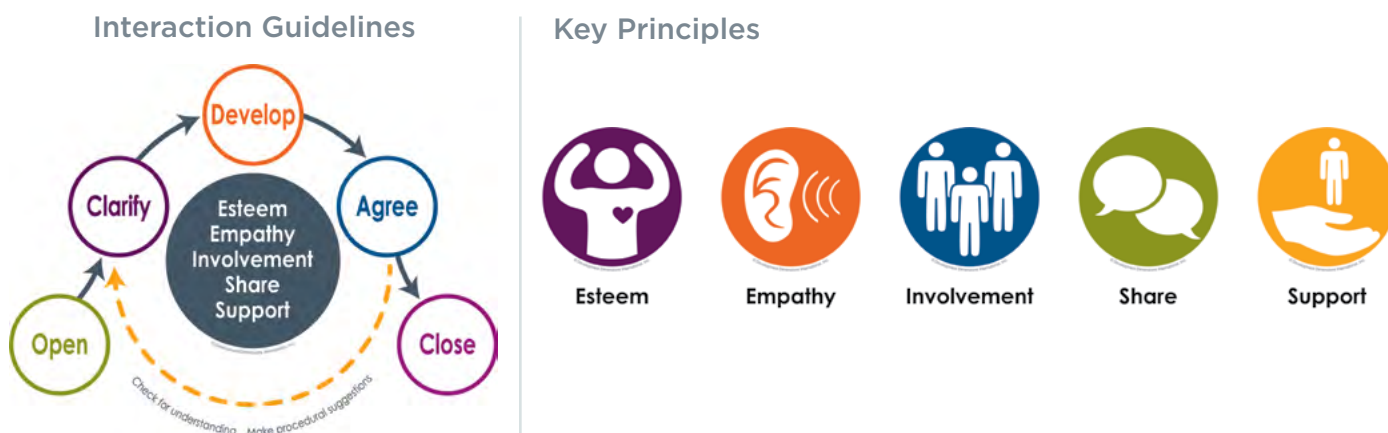 Interaction Guidelines
Develop
Clarify
Agree
Open
Close
Esteem
Empathy
Involvement
Share
Support
Check for understanding Make procedural suggestions
Key Principles
Esteem
Empathy
Involvement
Share
Support